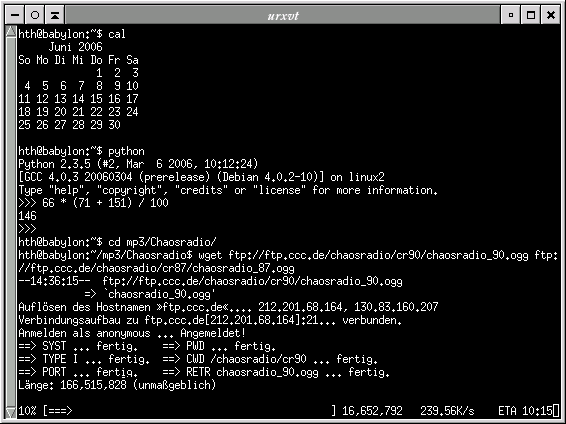 urxvt
hth@babylon:~$ cal
     Juni 2006
So Mo Di Mi Do Fr Sa
             1  2  3
 4  5  6  7  8  9 10
11 12 13 14 15 16 17
18 19 20 21 22 23 24
25 26 27 28 29 30

hth@babylon:~$ python
Python 2.3.5 (#2, Mar  6 2006, 10:12:24)
[GCC 4.0.3 20060304 (prerelease) (Debian 4.0.2-10)] on linux2
Type "help", "copyright", "credits" or "license" for more information.
>>> 66 * (71 + 151) / 100
146
>>>
hth@babylon:~$ cd mp3/Chaosradio/
hth@babylon:~/mp3/Chaosradio$ wget ftp://ftp.ccc.de/chaosradio/cr90/chaosradio_90.ogg ftp:
//ftp.ccc.de/chaosradio/cr87/chaosradio_87.ogg
--14:36:15--  ftp://ftp.ccc.de/chaosradio/cr90/chaosradio_90.ogg
           => `chaosradio_90.ogg'
Auflösen des Hostnamen »ftp.ccc.de«.... 212.201.68.164, 130.83.160.207
Verbindungsaufbau zu ftp.ccc.de[212.201.68.164]:21... verbunden.
Anmelden als anonymous ... Angemeldet!
==> SYST ... fertig.    ==> PWD ... fertig.
==> TYPE I ... fertig.  ==> CWD /chaosradio/cr90 ... fertig.
==> PORT ... fertig.    ==> RETR chaosradio_90.ogg ... fertig.
Länge: 166,515,828 (unmaßgeblich)

10% [===>                                     ] 16,652,792   239.56K/s    ETA 10:15